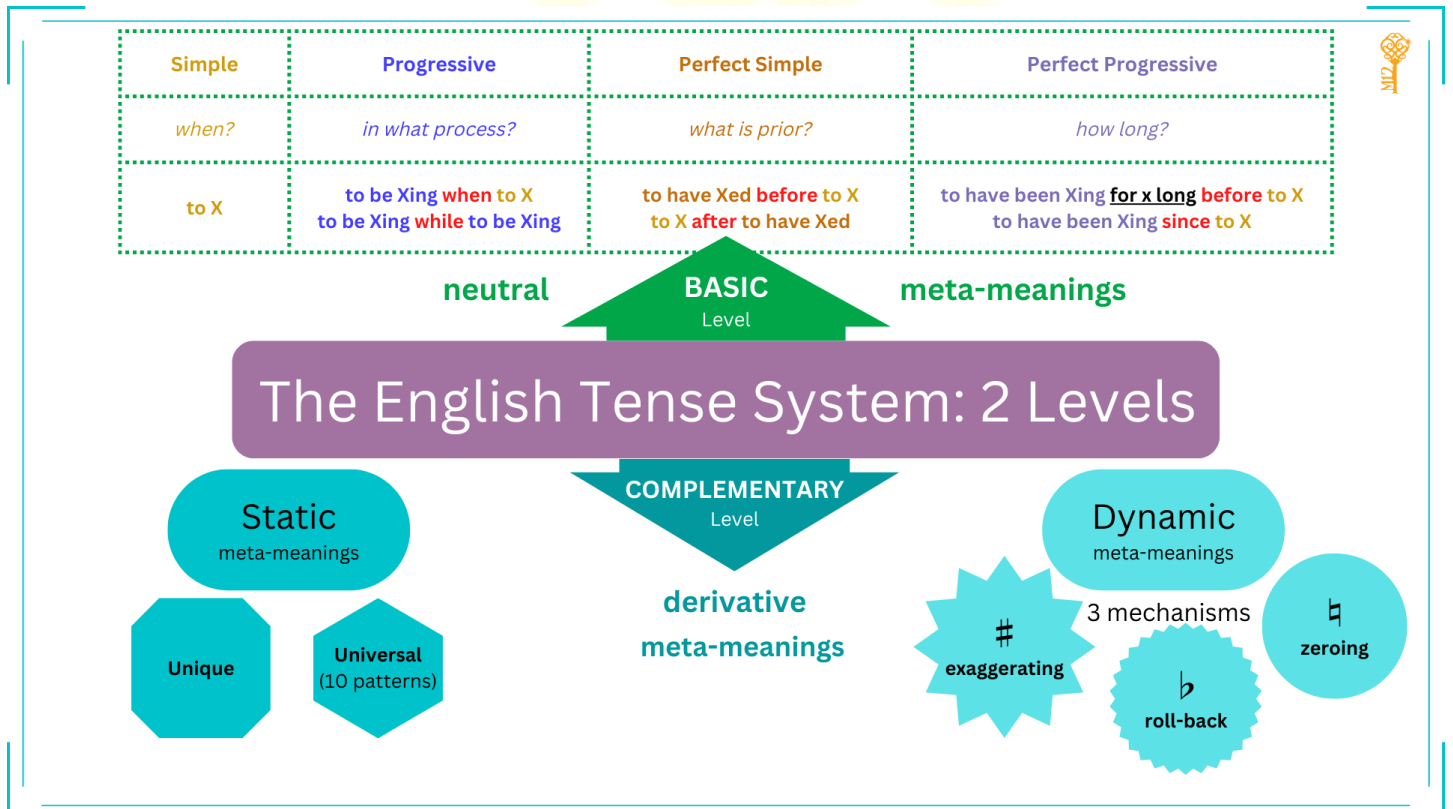 Simple
Progressive
Perfect Simple
Perfect Progressive
when?
in what process?
what is prior?
how long?
to X
to be Xing when to X
to be Xing while to be Xing
to have Xed before to X
to X after to have Xed
to have been Xing for x long before to X
to have been Xing since to X
neutral
BASIC
Level
meta-meanings
The English Tense System: 2 Levels
COMPLEMENTARY
Level
derivative
meta-meanings
Static
meta-meanings
Unique
Universal
(10 patterns)
Dynamic
meta-meanings
3 mechanisms
♯
exaggerating
♭
roll-back
♮
zeroing